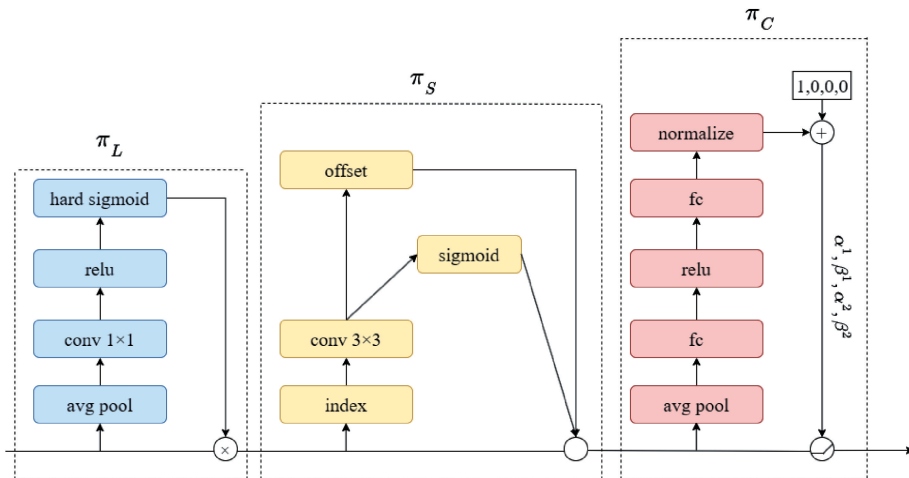 π_L
hard sigmoid
relu
conv 1×1
avg pool
×
π_S
offset
sigmoid
conv 3×3
index
π_C
1,0,0,0
normalize
+
fc
relu
fc
avg pool
α¹, β¹, α², β²